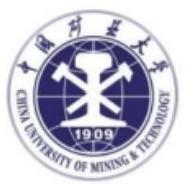 中国矿业大学
1909
CHINA UNIVERSITY OF MINING & TECHNOLOGY